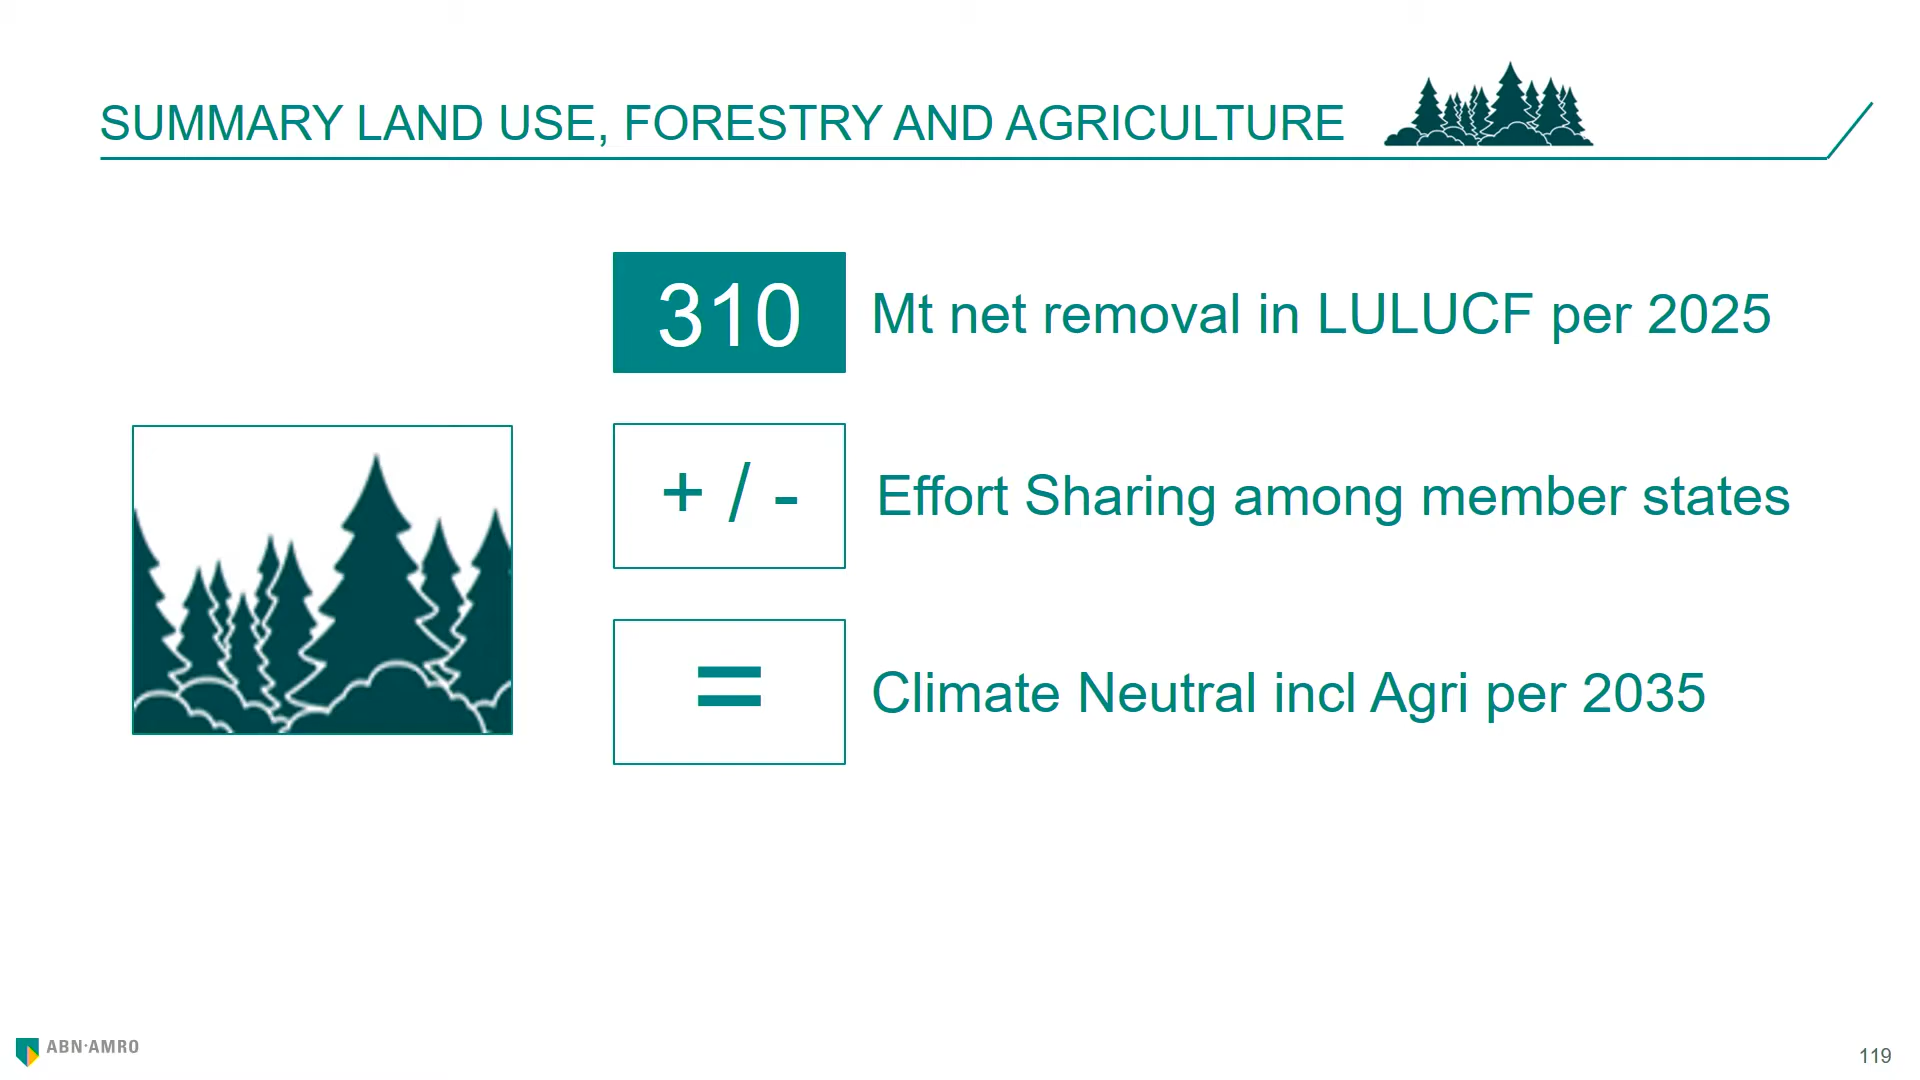 SUMMARY LAND USE, FORESTRY AND AGRICULTURE
310 Mt net removal in LULUCF per 2025
+ / - Effort Sharing among member states
= Climate Neutral incl Agri per 2035
ABN·AMRO
119